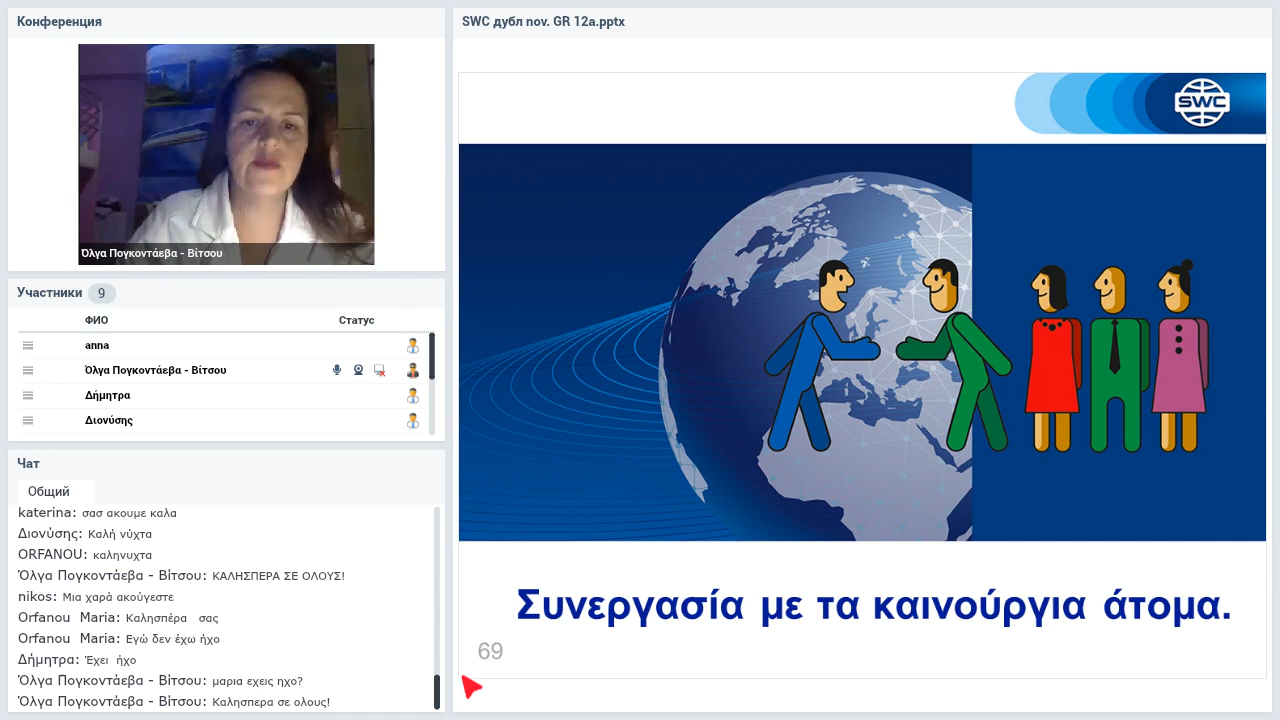 Конференция
Όλγα Πογκοντάεβα - Βίτσου
Участники 9
ФИО Статус
anna
Όλγα Πογκοντάεβα - Βίτσου
Δήμητρα
Διονύσης
Чат
Общий
katerina: σασ ακουμε καλα
Διονύσης: Καλή νύχτα
ORFANOU: καληνυχτα
Όλγα Πογκοντάεβα - Βίτσου: ΚΑΛΗΣΠΕΡΑ ΣΕ ΟΛΟΥΣ!
nikos: Μια χαρά ακούγεστε
Orfanou Maria: Καλησπέρα σας
Orfanou Maria: Εγώ δεν έχω ήχο
Δήμητρα: Έχει ήχο
Όλγα Πογκοντάεβα - Βίτσου: μαρια εχεις ηχο?
Όλγα Πογκοντάεβα - Βίτσου: Καλησπερα σε ολους!
SWC дубл nov. GR 12a.pptx
SWC
Συνεργασία με τα καινούργια άτομα.
69